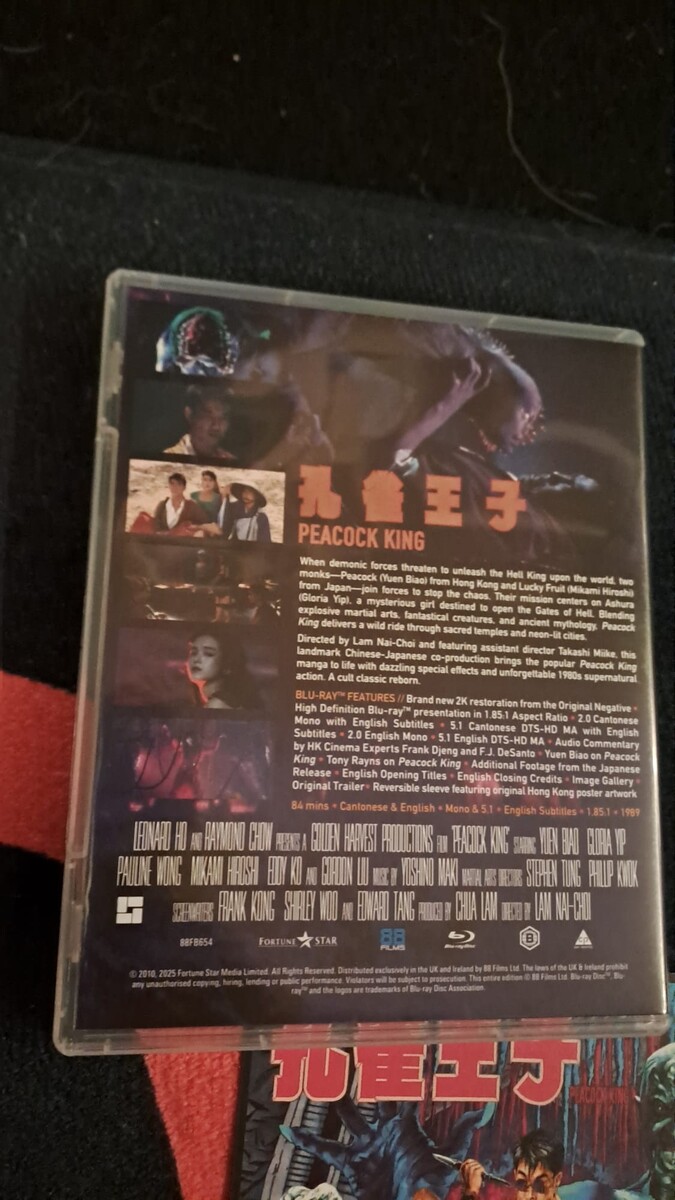 孔雀王子
PEACOCK KING
When demonic forces threaten to unleash the Hell King upon the world, two
monks—Peacock (Yuen Biao) from Hong Kong and Lucky Fruit (Mikami Hiroshi)
from Japan—join forces to stop the chaos. Their mission centers on Ashura
(Gloria Yip), a mysterious girl destined to open the Gates of Hell. Blending
explosive martial arts, fantastical creatures, and ancient mythology, Peacock
King delivers a wild ride through sacred temples and neon-lit cities.
Directed by Lam Nai-Choi and featuring assistant director Takashi Miike, this
landmark Chinese-Japanese co-production brings the popular Peacock King
manga to life with dazzling special effects and unforgettable 1980s supernatural
action. A cult classic reborn.
BLU-RAY™ FEATURES // Brand new 2K restoration from the Original Negative •
High Definition Blu-ray™ presentation in 1.85:1 Aspect Ratio • 2.0 Cantonese
Mono with English Subtitles • 5.1 Cantonese DTS-HD MA with English
Subtitles • 2.0 English Mono • 5.1 English DTS-HD MA • Audio Commentary
by HK Cinema Experts Frank Djeng and F.J. DeSanto • Yuen Biao on Peacock
King • Tony Rayns on Peacock King • Additional Footage from the Japanese
Release • English Opening Titles • English Closing Credits • Image Gallery •
Original Trailer • Reversible sleeve featuring original Hong Kong poster artwork
84 mins • Cantonese & English • Mono & 5.1 • English Subtitles • 1.85:1 • 1989
LEONARD HO AND RAYMOND CHOW PRESENTS A GOLDEN HARVEST PRODUCTIONS FILM 'PEACOCK KING' STARRING YUEN BIAO GLORIA YIP
PAULINE WONG MIKAMI HIROSHI EDDY KO AND GORDON LIU MUSIC BY YOSHINO MAKI MARTIAL ARTS DIRECTORS STEPHEN TUNG PHILLIP KWOK
SCREENWRITERS FRANK KONG SHIRLEY WOO AND EDWARD TANG PRODUCED BY CHUA LAM DIRECTED BY LAM NAI-CHOI
88FB654 FORTUNE STAR 88 FILMS Blu-ray Disc B
© 2010, 2025 Fortune Star Media Limited. All Rights Reserved. Distributed exclusively in the UK and Ireland by 88 Films Ltd. The laws of the UK & Ireland prohibit
any unauthorised copying, hiring, lending or public performance. Violators will be subject to prosecution. This entire edition © 88 Films Ltd. Blu-ray Disc™, Blu-
ray™ and the logos are trademarks of Blu-ray Disc Association.
孔雀王子 PEACOCK KING